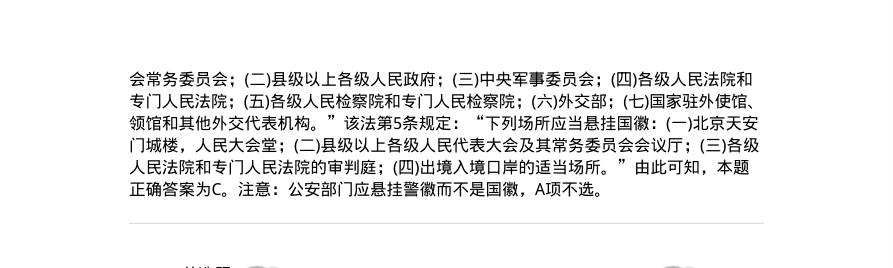 会常务委员会；(二)县级以上各级人民政府；(三)中央军事委员会；(四)各级人民法院和
专门人民法院；(五)各级人民检察院和专门人民检察院；(六)外交部；(七)国家驻外使馆、
领馆和其他外交代表机构。”该法第5条规定：“下列场所应当悬挂国徽：(一)北京天安
门城楼，人民大会堂；(二)县级以上各级人民代表大会及其常务委员会会议厅；(三)各级
人民法院和专门人民法院的审判庭；(四)出境入境口岸的适当场所。”由此可知，本题
正确答案为C。注意：公安部门应悬挂警徽而不是国徽，A项不选。